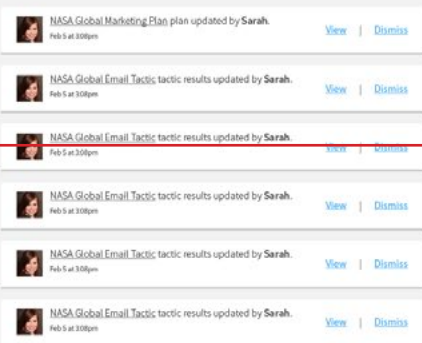 NASA Global Marketing Plan plan updated by Sarah.
Feb 5 at 3:08pm
View | Dismiss
NASA Global Email Tactic tactic results updated by Sarah.
Feb 5 at 3:08pm
View | Dismiss
NASA Global Email Tactic tactic results updated by Sarah.
Feb 5 at 3:08pm
View | Dismiss
NASA Global Email Tactic tactic results updated by Sarah.
Feb 5 at 3:08pm
View | Dismiss
NASA Global Email Tactic tactic results updated by Sarah.
Feb 5 at 3:08pm
View | Dismiss
NASA Global Email Tactic tactic results updated by Sarah.
Feb 5 at 3:08pm
View | Dismiss